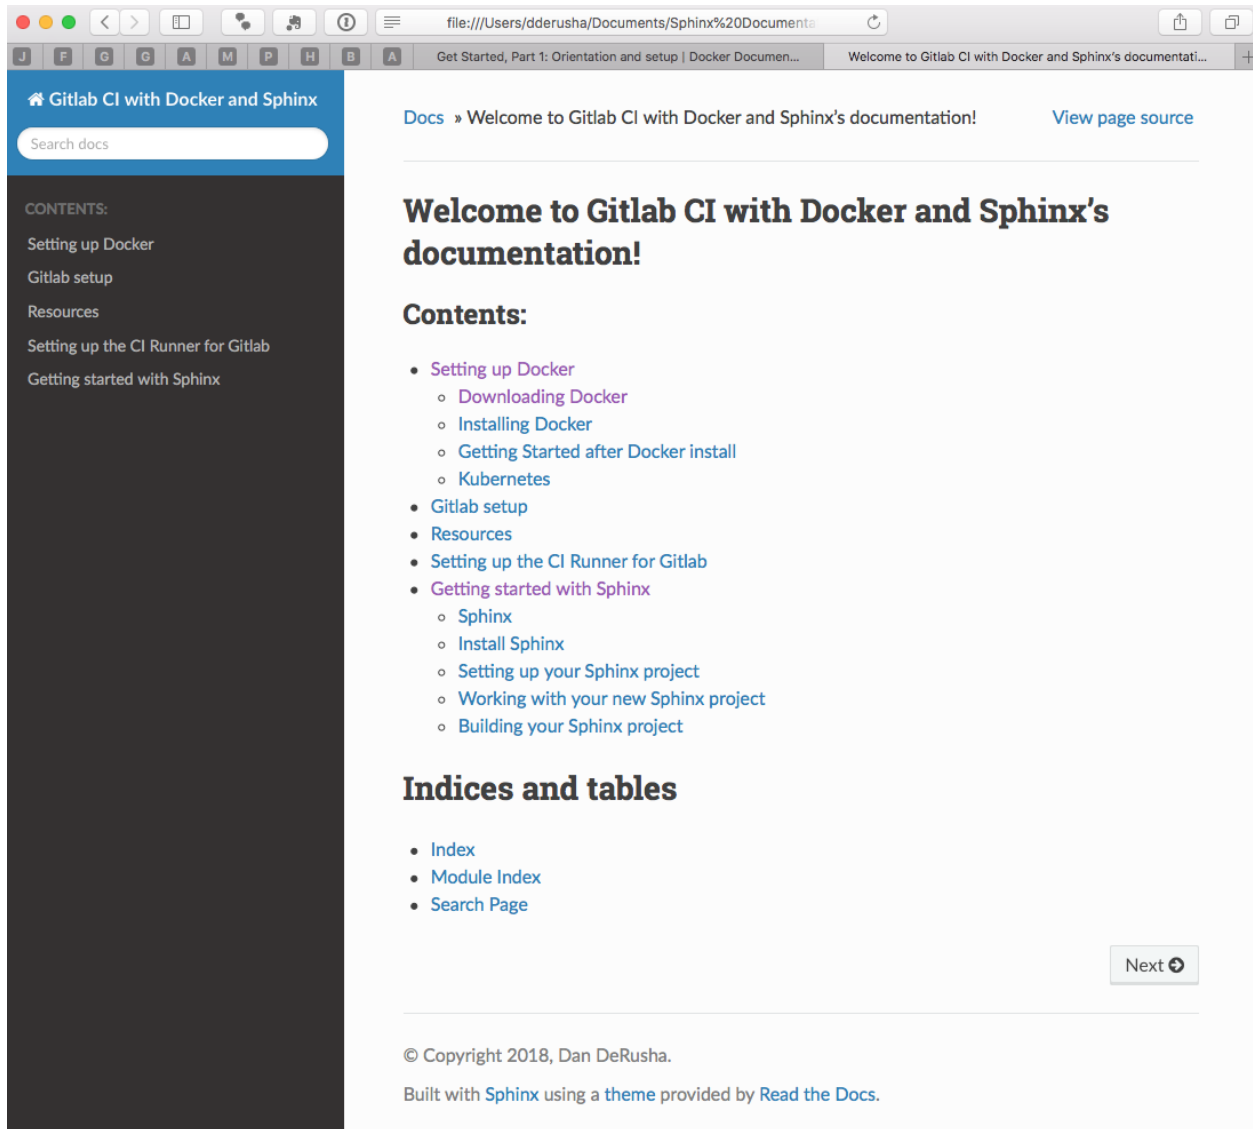 file:///Users/dderusha/Documents/Sphinx%20Documenta
J F G G A M P H B A
Get Started, Part 1: Orientation and setup | Docker Documen...
Welcome to Gitlab CI with Docker and Sphinx's documentati...
Gitlab CI with Docker and Sphinx
Search docs
CONTENTS:
Setting up Docker
Gitlab setup
Resources
Setting up the CI Runner for Gitlab
Getting started with Sphinx
Docs » Welcome to Gitlab CI with Docker and Sphinx's documentation!
View page source
Welcome to Gitlab CI with Docker and Sphinx's
documentation!
Contents:
Setting up Docker
Downloading Docker
Installing Docker
Getting Started after Docker install
Kubernetes
Gitlab setup
Resources
Setting up the CI Runner for Gitlab
Getting started with Sphinx
Sphinx
Install Sphinx
Setting up your Sphinx project
Working with your new Sphinx project
Building your Sphinx project
Indices and tables
Index
Module Index
Search Page
Next
© Copyright 2018, Dan DeRusha.
Built with Sphinx using a theme provided by Read the Docs.